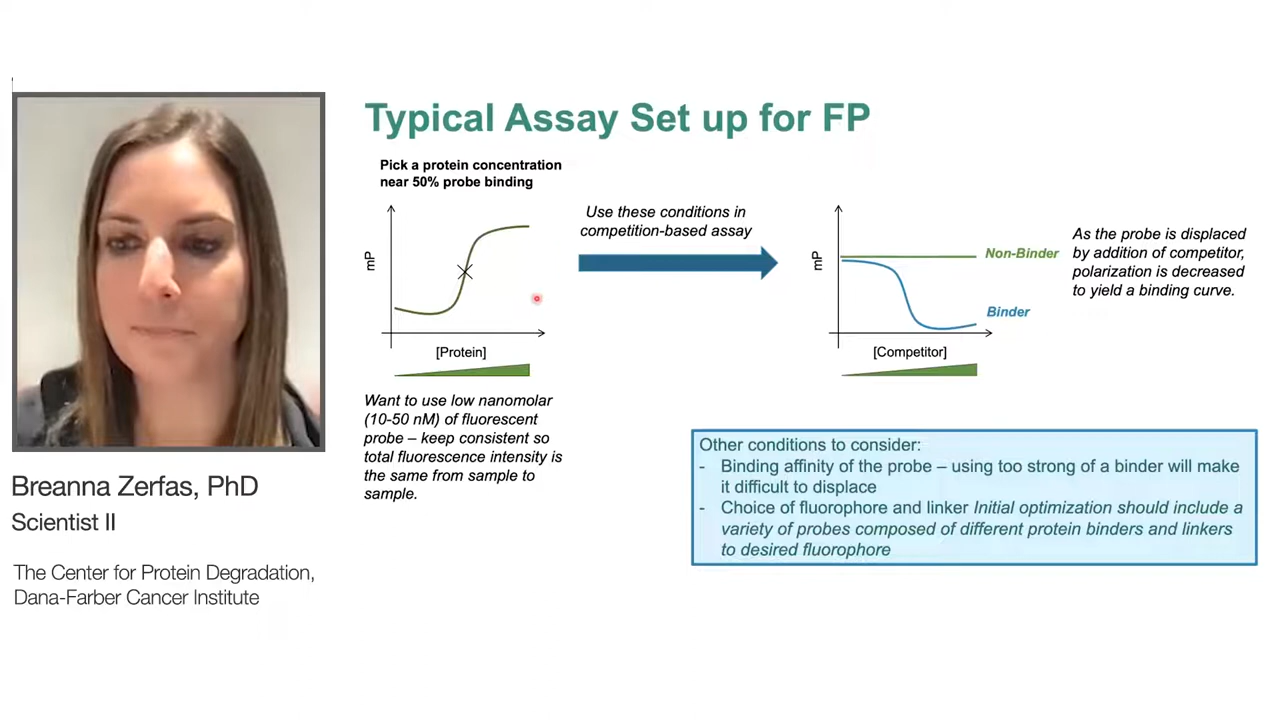 Typical Assay Set up for FP
Pick a protein concentration
near 50% probe binding
mP
[Protein]
Want to use low nanomolar
(10-50 nM) of fluorescent
probe – keep consistent so
total fluorescence intensity is
the same from sample to
sample.
Use these conditions in
competition-based assay
mP
Non-Binder
Binder
[Competitor]
As the probe is displaced
by addition of competitor,
polarization is decreased
to yield a binding curve.
Other conditions to consider:
- Binding affinity of the probe – using too strong of a binder will make
it difficult to displace
- Choice of fluorophore and linker Initial optimization should include a
variety of probes composed of different protein binders and linkers
to desired fluorophore
Breanna Zerfas, PhD
Scientist II
The Center for Protein Degradation,
Dana-Farber Cancer Institute